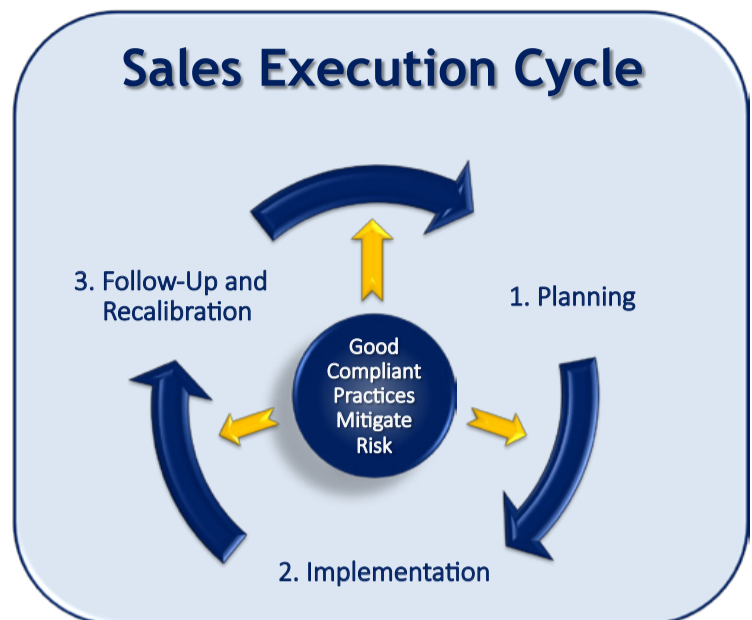 Sales Execution Cycle
3. Follow-Up and
Recalibration
1. Planning
Good
Compliant
Practices
Mitigate
Risk
2. Implementation